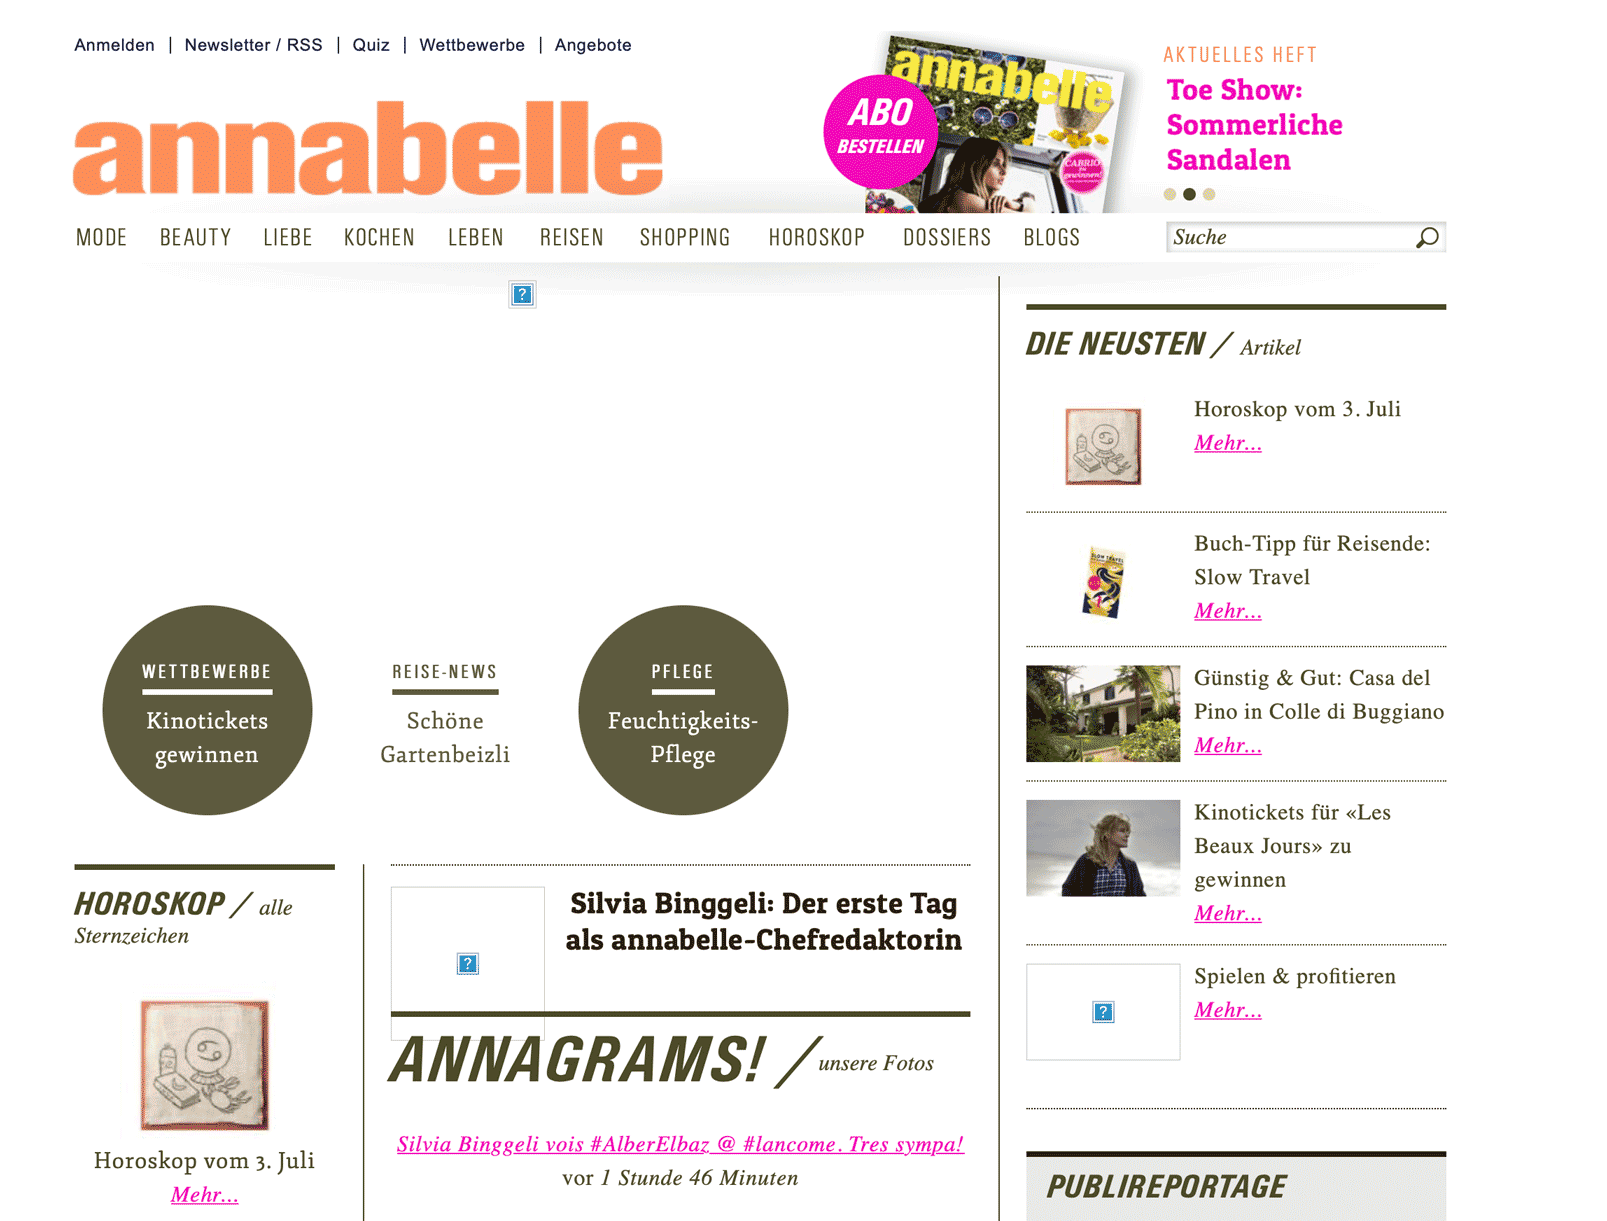 Anmelden | Newsletter / RSS | Quiz | Wettbewerbe | Angebote
annabelle
annabelle
ABO
BESTELLEN
CABRIO
zu
gewinnen!
AKTUELLES HEFT
Toe Show:
Sommerliche
Sandalen
MODE BEAUTY LIEBE KOCHEN LEBEN REISEN SHOPPING HOROSKOP DOSSIERS BLOGS
Suche
WETTBEWERBE
Kinotickets
gewinnen
REISE-NEWS
Schöne
Gartenbeizli
PFLEGE
Feuchtigkeits-
Pflege
HOROSKOP / alle
Sternzeichen
Horoskop vom 3. Juli
Mehr...
Silvia Binggeli: Der erste Tag
als annabelle-Chefredaktorin
ANNAGRAMS! / unsere Fotos
Silvia Binggeli vois #AlberElbaz @ #lancome. Tres sympa!
vor 1 Stunde 46 Minuten
DIE NEUSTEN / Artikel
Horoskop vom 3. Juli
Mehr...
SLOW TRAVEL
Buch-Tipp für Reisende:
Slow Travel
Mehr...
Günstig & Gut: Casa del
Pino in Colle di Buggiano
Mehr...
Kinotickets für «Les
Beaux Jours» zu
gewinnen
Mehr...
Spielen & profitieren
Mehr...
PUBLIREPORTAGE